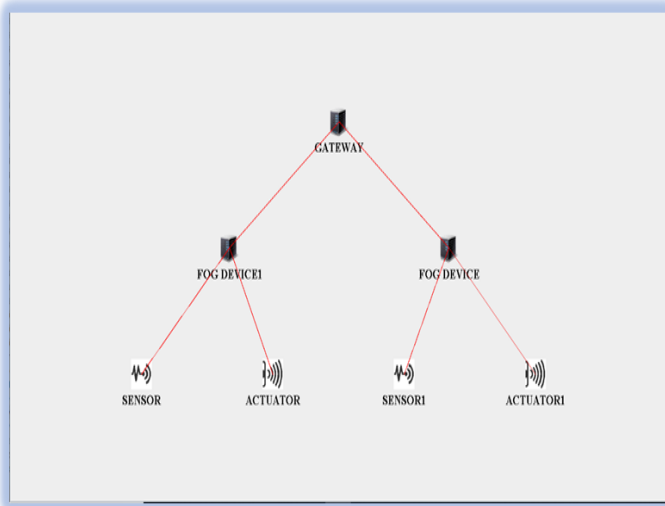 GATEWAY
FOG DEVICE1
FOG DEVICE
SENSOR
ACTUATOR
SENSOR1
ACTUATOR1